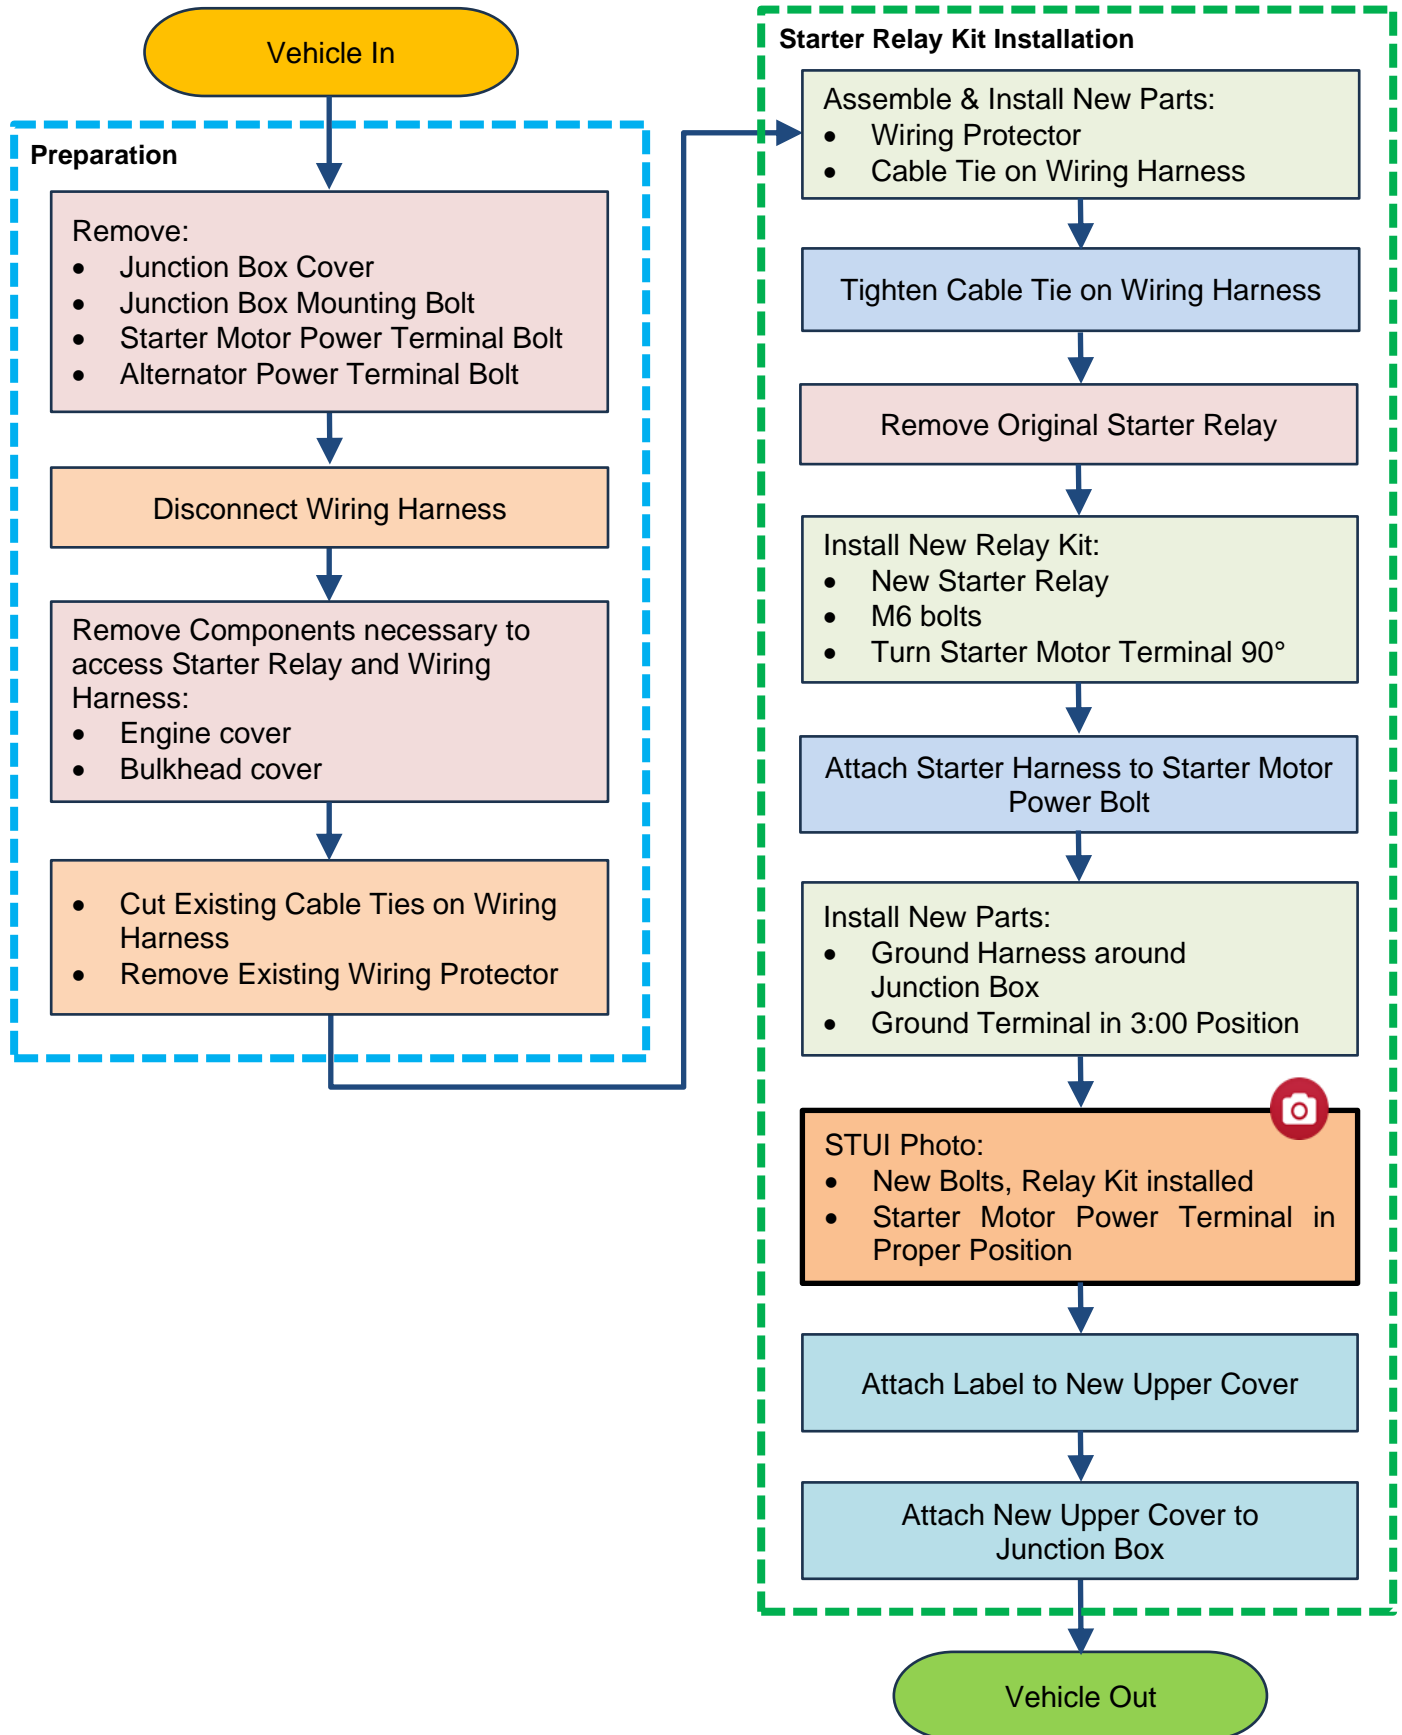 Vehicle In
Preparation
Remove:
• Junction Box Cover
• Junction Box Mounting Bolt
• Starter Motor Power Terminal Bolt
• Alternator Power Terminal Bolt
Disconnect Wiring Harness
Remove Components necessary to
access Starter Relay and Wiring
Harness:
• Engine cover
• Bulkhead cover
• Cut Existing Cable Ties on Wiring
Harness
• Remove Existing Wiring Protector
Starter Relay Kit Installation
Assemble & Install New Parts:
• Wiring Protector
• Cable Tie on Wiring Harness
Tighten Cable Tie on Wiring Harness
Remove Original Starter Relay
Install New Relay Kit:
• New Starter Relay
• M6 bolts
• Turn Starter Motor Terminal 90°
Attach Starter Harness to Starter Motor
Power Bolt
Install New Parts:
• Ground Harness around
Junction Box
• Ground Terminal in 3:00 Position
STUI Photo:
• New Bolts, Relay Kit installed
• Starter Motor Power Terminal in
Proper Position
Attach Label to New Upper Cover
Attach New Upper Cover to
Junction Box
Vehicle Out